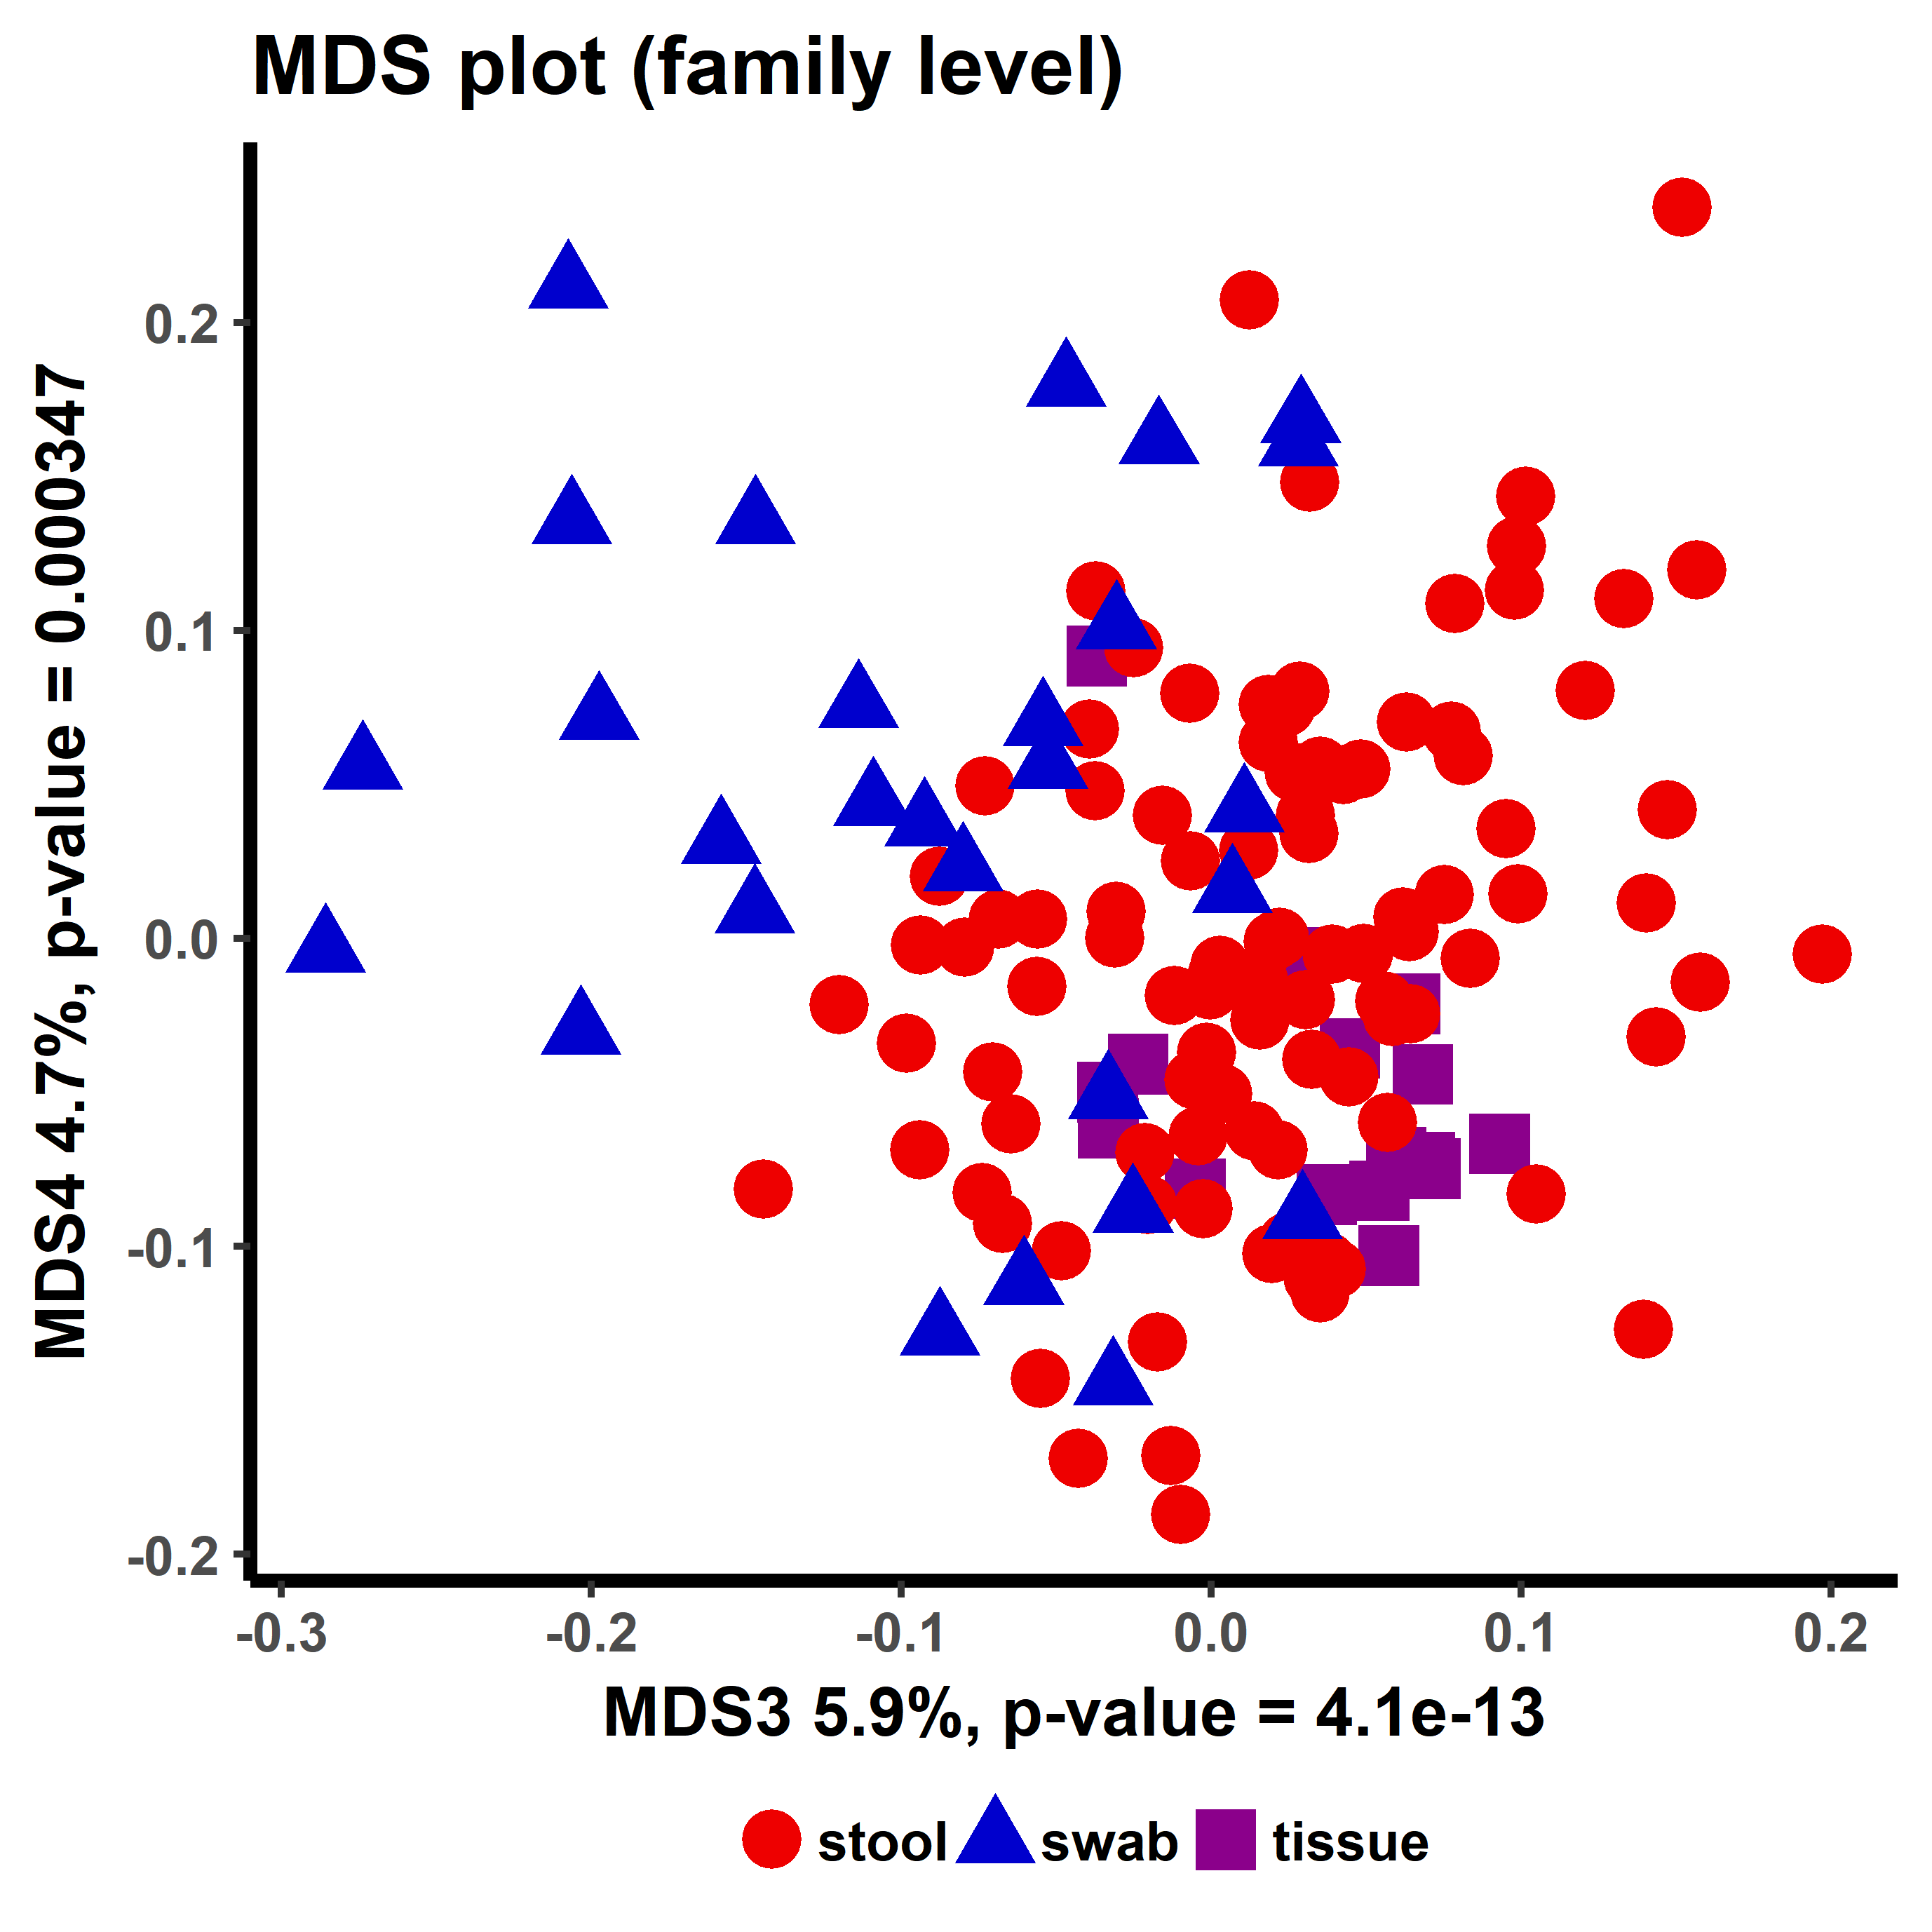 MDS plot (family level)
MDS4 4.7%, p-value = 0.000347
0.2
0.1
0.0
-0.1
-0.2
-0.3 -0.2 -0.1 0.0 0.1 0.2
MDS3 5.9%, p-value = 4.1e-13
stool swab tissue